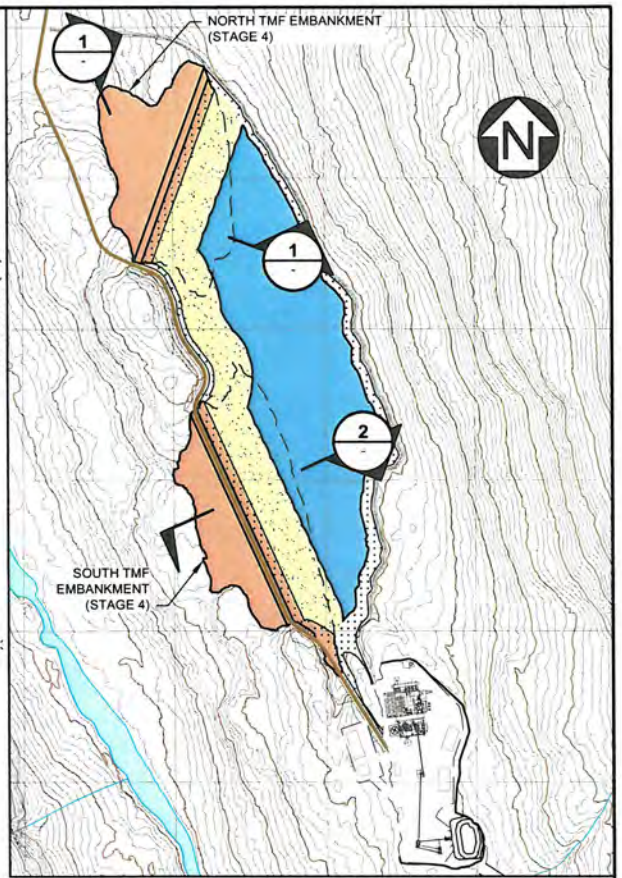 NORTH TMF EMBANKMENT
(STAGE 4)
1
-
N
1
-
2
-
SOUTH TMF
EMBANKMENT
(STAGE 4)